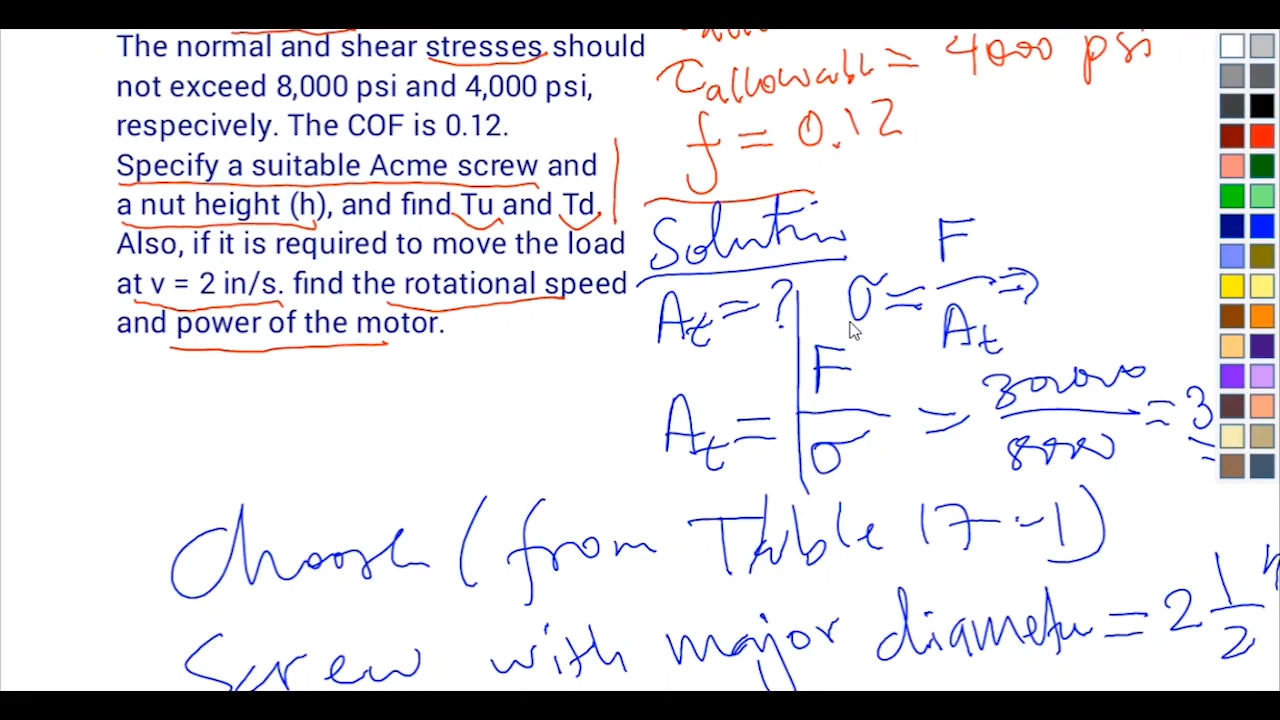 The normal and shear stresses should
not exceed 8,000 psi and 4,000 psi,
respecively. The COF is 0.12.
Specify a suitable Acme screw and
a nut height (h), and find Tu and Td.
Also, if it is required to move the load
at v = 2 in/s. find the rotational speed
and power of the motor.
τallowable = 4000 psi
f = 0.12
Solution
At = ?
σ = F/At ⇒
At = F/σ = 30000/8000 = 3
Choose (from Table 17-1)
Screw with major diameter = 2 1/2"